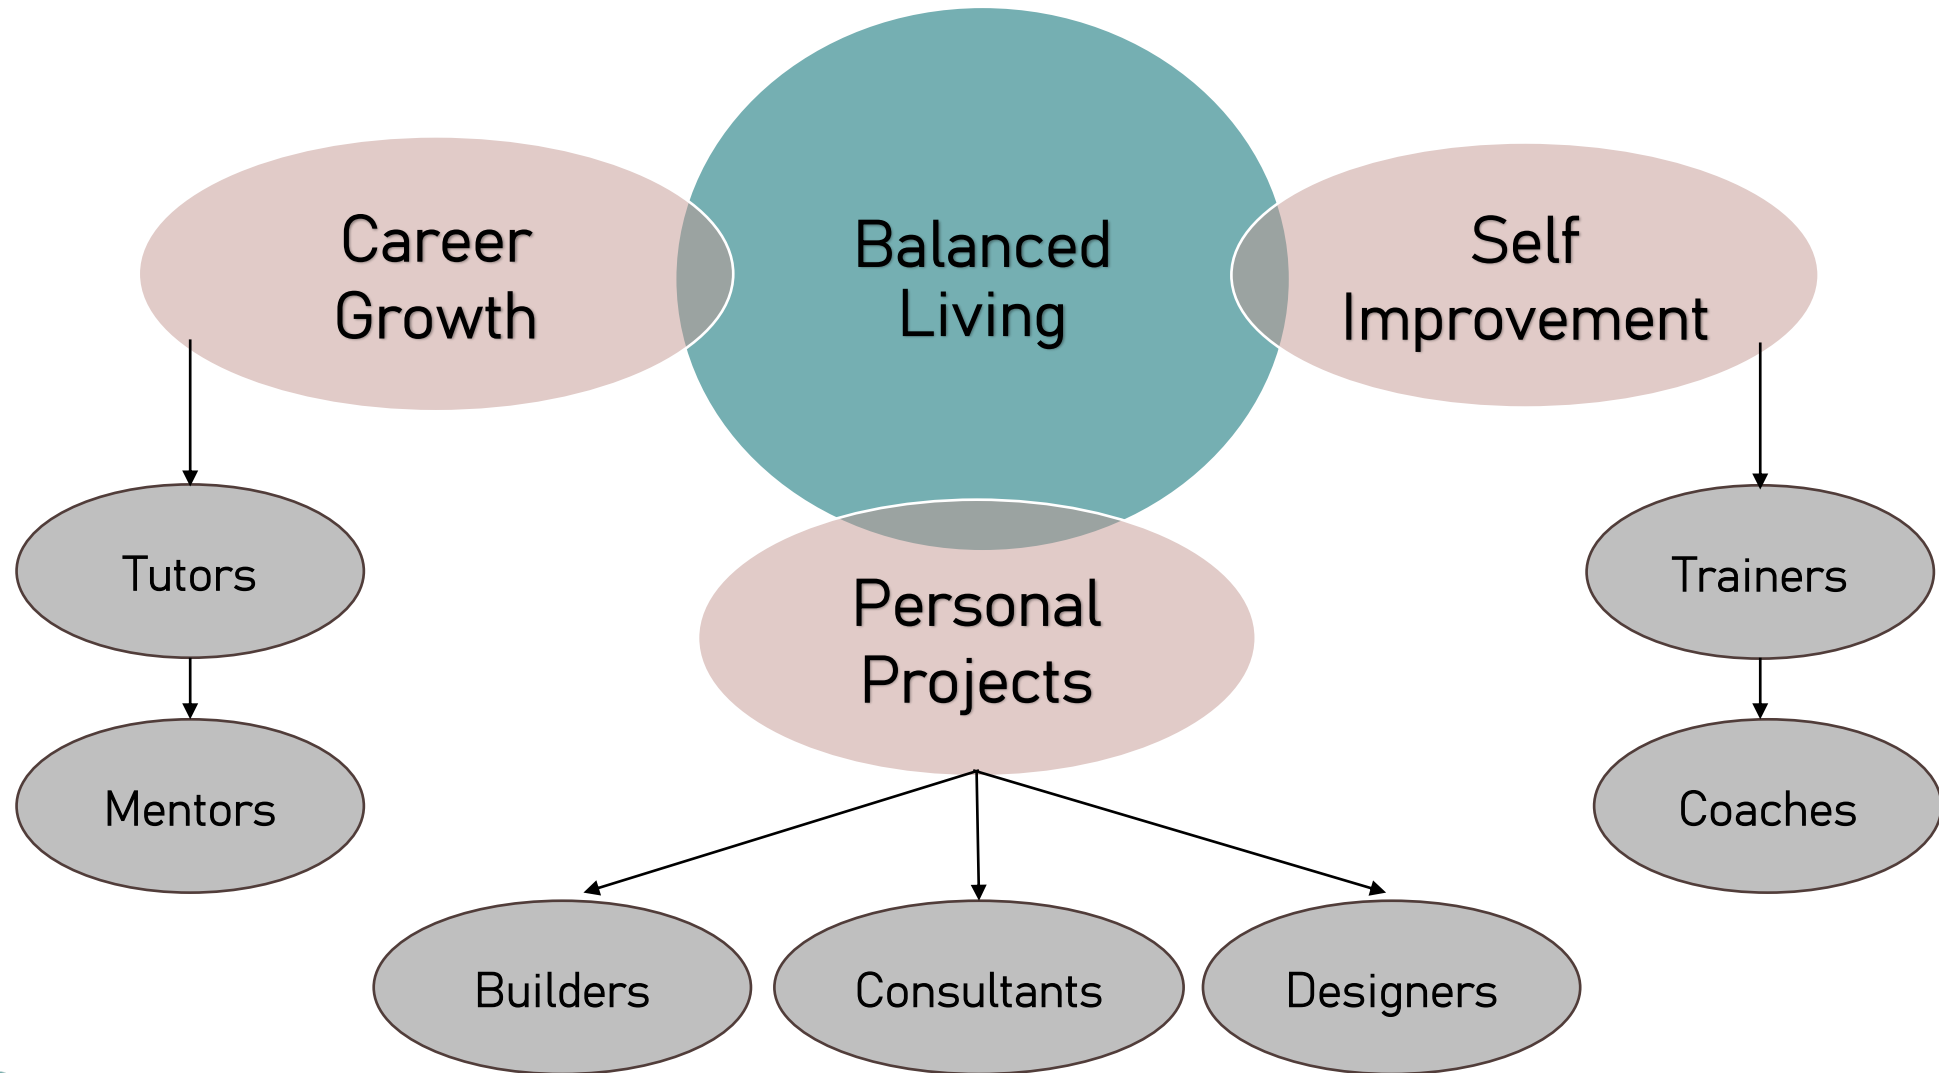 Career
Growth
Balanced
Living
Self
Improvement
Personal
Projects
Tutors
Mentors
Trainers
Coaches
Builders
Consultants
Designers